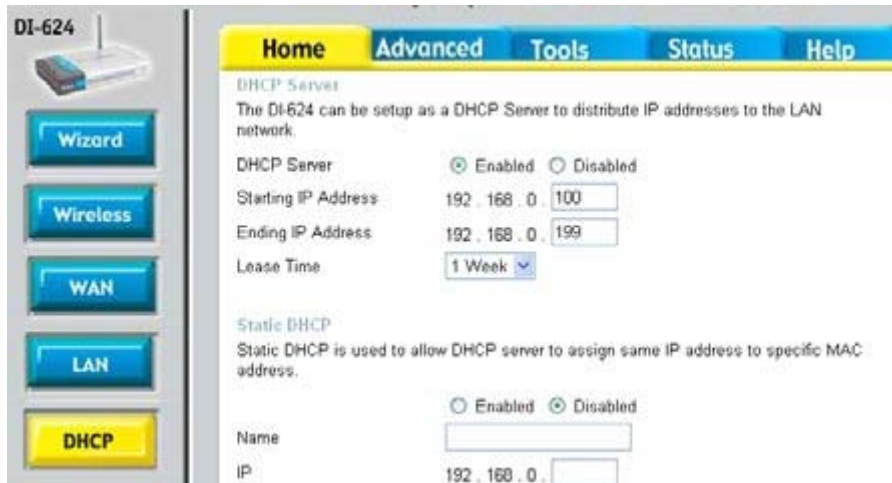 DI-624
Home Advanced Tools Status Help
Wizard
Wireless
WAN
LAN
DHCP
DHCP Server
The DI-624 can be setup as a DHCP Server to distribute IP addresses to the LAN
network.
DHCP Server Enabled Disabled
Starting IP Address 192 . 168 . 0 . 100
Ending IP Address 192 . 168 . 0 . 199
Lease Time 1 Week
Static DHCP
Static DHCP is used to allow DHCP server to assign same IP address to specific MAC
address.
Enabled Disabled
Name
IP 192 . 168 . 0 .